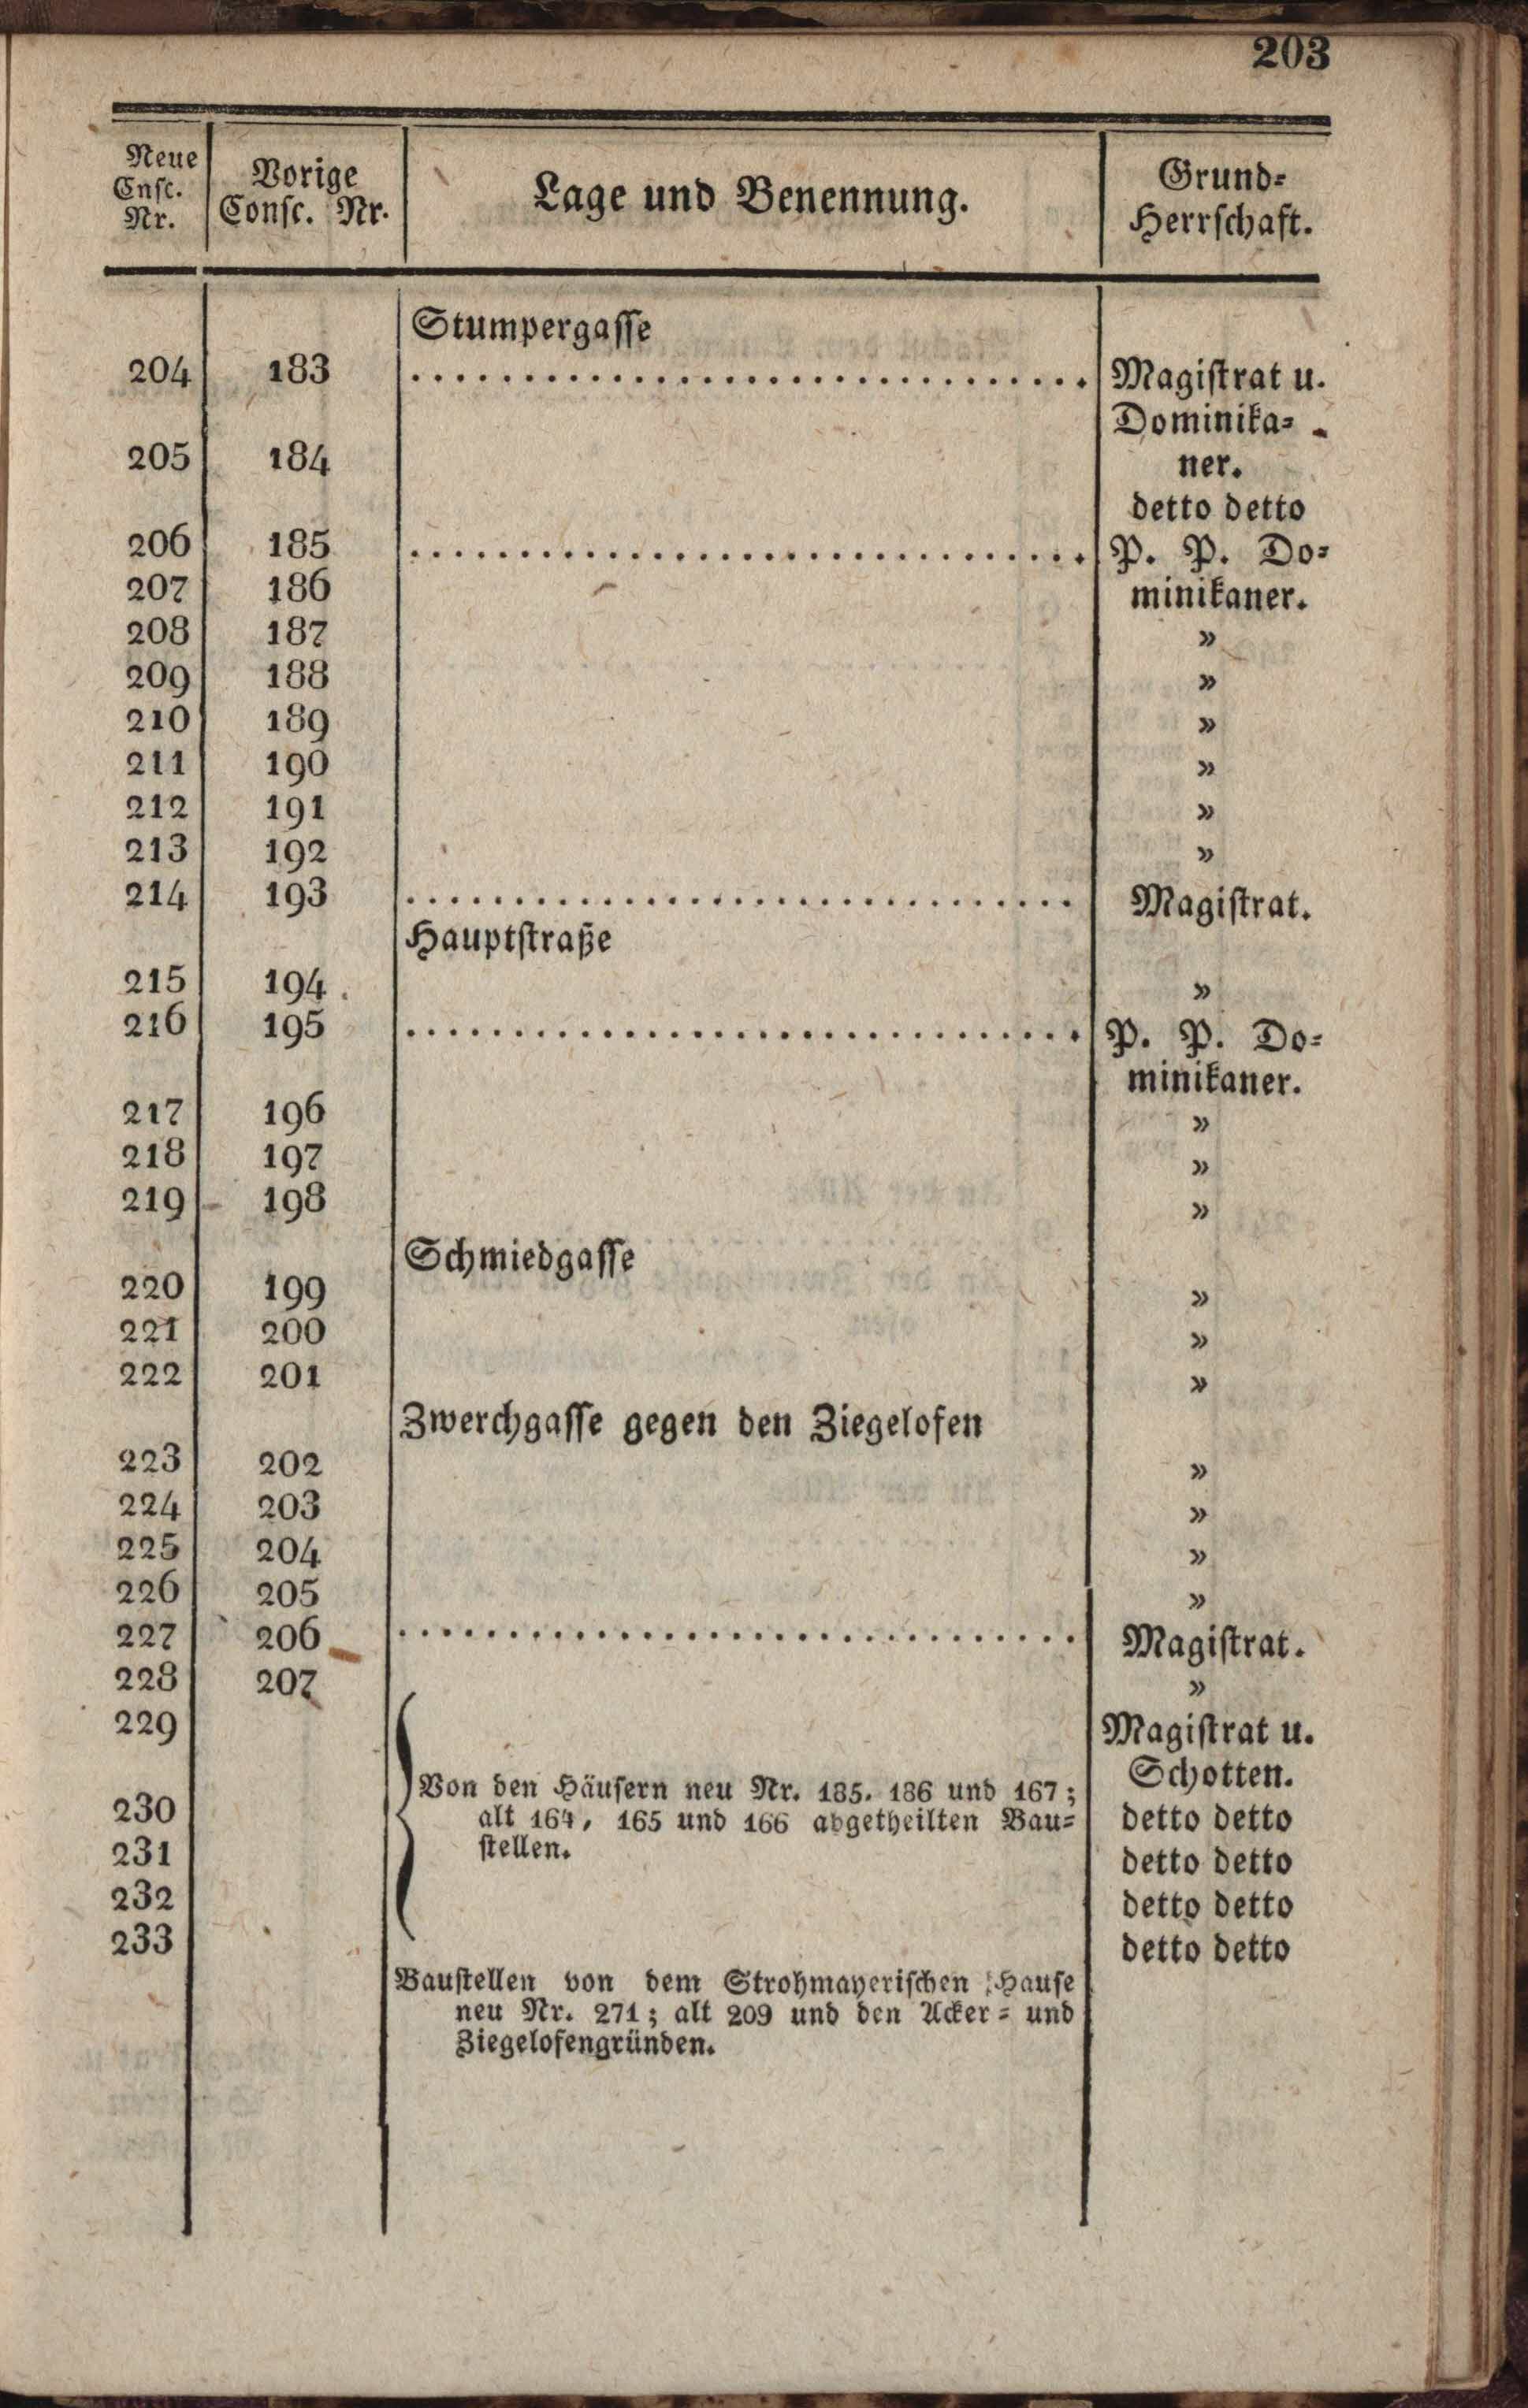 203
Neue Cnsc. Nr. | Vorige Consc. Nr. | Lage und Benennung. | Grund-Herrschaft.
Stumpergasse
204 183 ............................... Magistrat u.
Dominika-
205 184 ner.
detto detto
206 185 ............................... P. P. Do-
207 186 minikaner.
208 187 »
209 188 »
210 189 »
211 190 »
212 191 »
213 192 »
214 193 ............................... Magistrat.
Hauptstraße
215 194 »
216 195 ............................... P. P. Do-
minikaner.
217 196 »
218 197 »
219 198 »
Schmiedgasse
220 199 »
221 200 »
222 201 »
Zwerchgasse gegen den Ziegelofen
223 202 »
224 203 »
225 204 »
226 205 »
227 206 ............................... Magistrat.
228 207 »
229 Magistrat u.
Schotten.
Von den Häusern neu Nr. 185. 186 und 167;
230 alt 164, 165 und 166 abgetheilten Bau- detto detto
stellen.
231 detto detto
232 detto detto
233 detto detto
Baustellen von dem Strohmayerischen Hause
neu Nr. 271; alt 209 und den Acker- und
Ziegelofengründen.